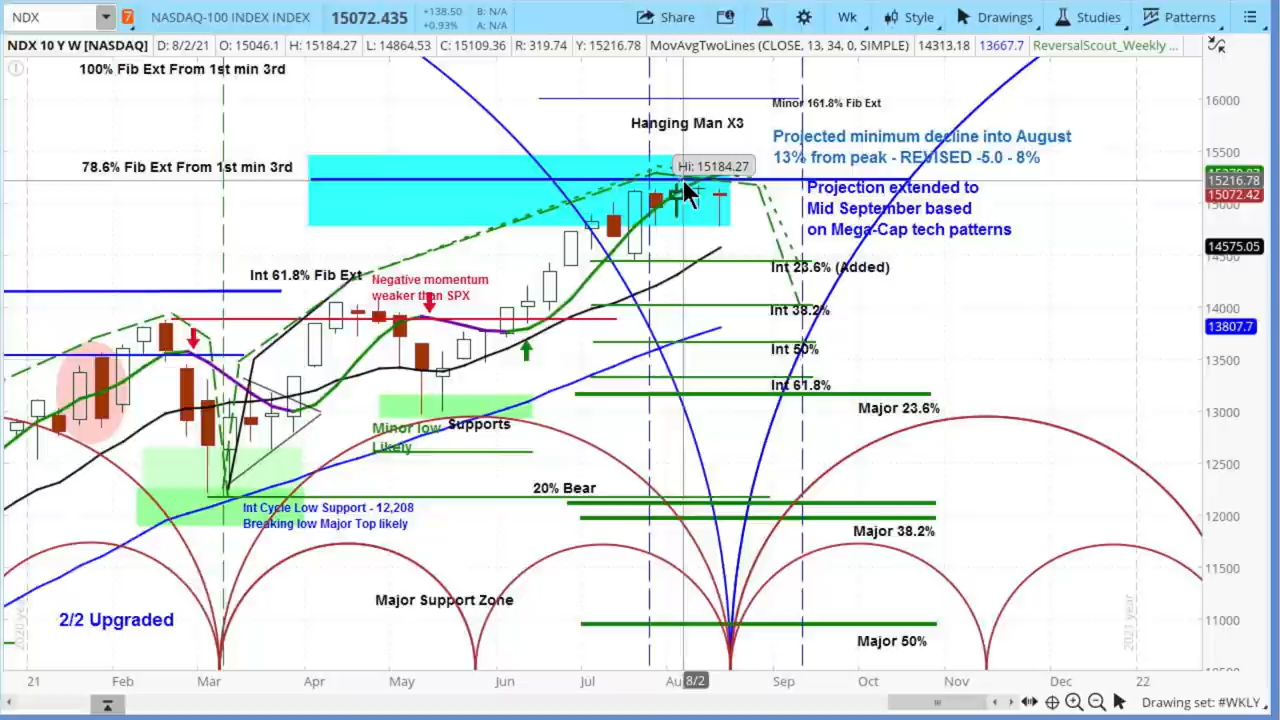 NDX
NASDAQ-100 INDEX INDEX
15072.435
+138.50
+0.93%
B: N/A
A: N/A
Share
Wk
Style
Drawings
Studies
Patterns
NDX 10 Y W [NASDAQ]
D: 8/2/21
O: 15046.1
H: 15184.27
L: 14864.53
C: 15109.36
R: 319.74
Y: 15216.78
MovAvgTwoLines (CLOSE, 13, 34, 0, SIMPLE)
14313.18
13667.7
ReversalScout_Weekly ...
100% Fib Ext From 1st min 3rd
Minor 161.8% Fib Ext
16000
Hanging Man X3
Projected minimum decline into August
13% from peak - REVISED -5.0 - 8%
15500
78.6% Fib Ext From 1st min 3rd
Hi: 15184.27
15216.78
15072.42
Projection extended to
Mid September based
on Mega-Cap tech patterns
14575.05
Int 61.8% Fib Ext
Negative momentum
weaker than SPX
Int 23.6% (Added)
14000
Int 38.2%
13807.7
Int 50%
13500
Int 61.8%
Major 23.6%
13000
Minor low
Likely
Supports
12500
20% Bear
Int Cycle Low Support - 12,208
Breaking low Major Top likely
12000
Major 38.2%
11500
Major Support Zone
2/2 Upgraded
11000
Major 50%
2020 year
2021 year
21
Feb
Mar
Apr
May
Jun
Jul
Au
8/2
Sep
Oct
Nov
Dec
22
Drawing set: #WKLY